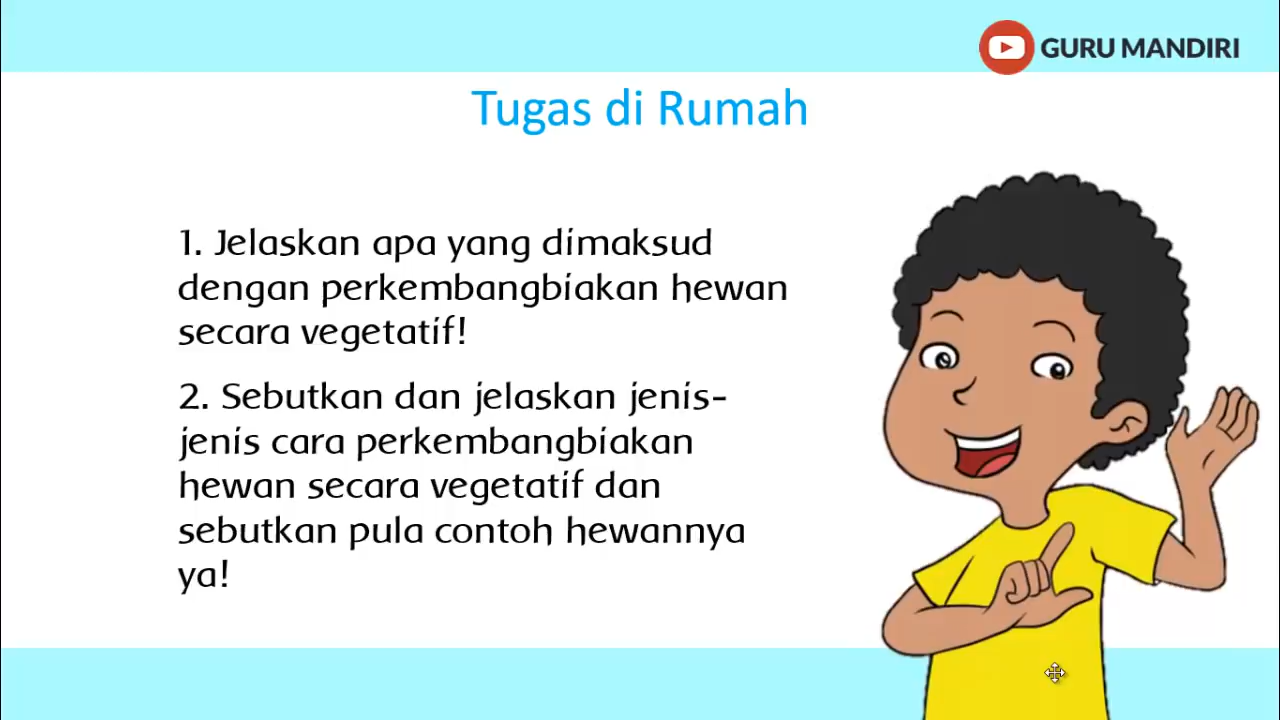 GURU MANDIRI
Tugas di Rumah
1. Jelaskan apa yang dimaksud
dengan perkembangbiakan hewan
secara vegetatif!
2. Sebutkan dan jelaskan jenis-
jenis cara perkembangbiakan
hewan secara vegetatif dan
sebutkan pula contoh hewannya
ya!